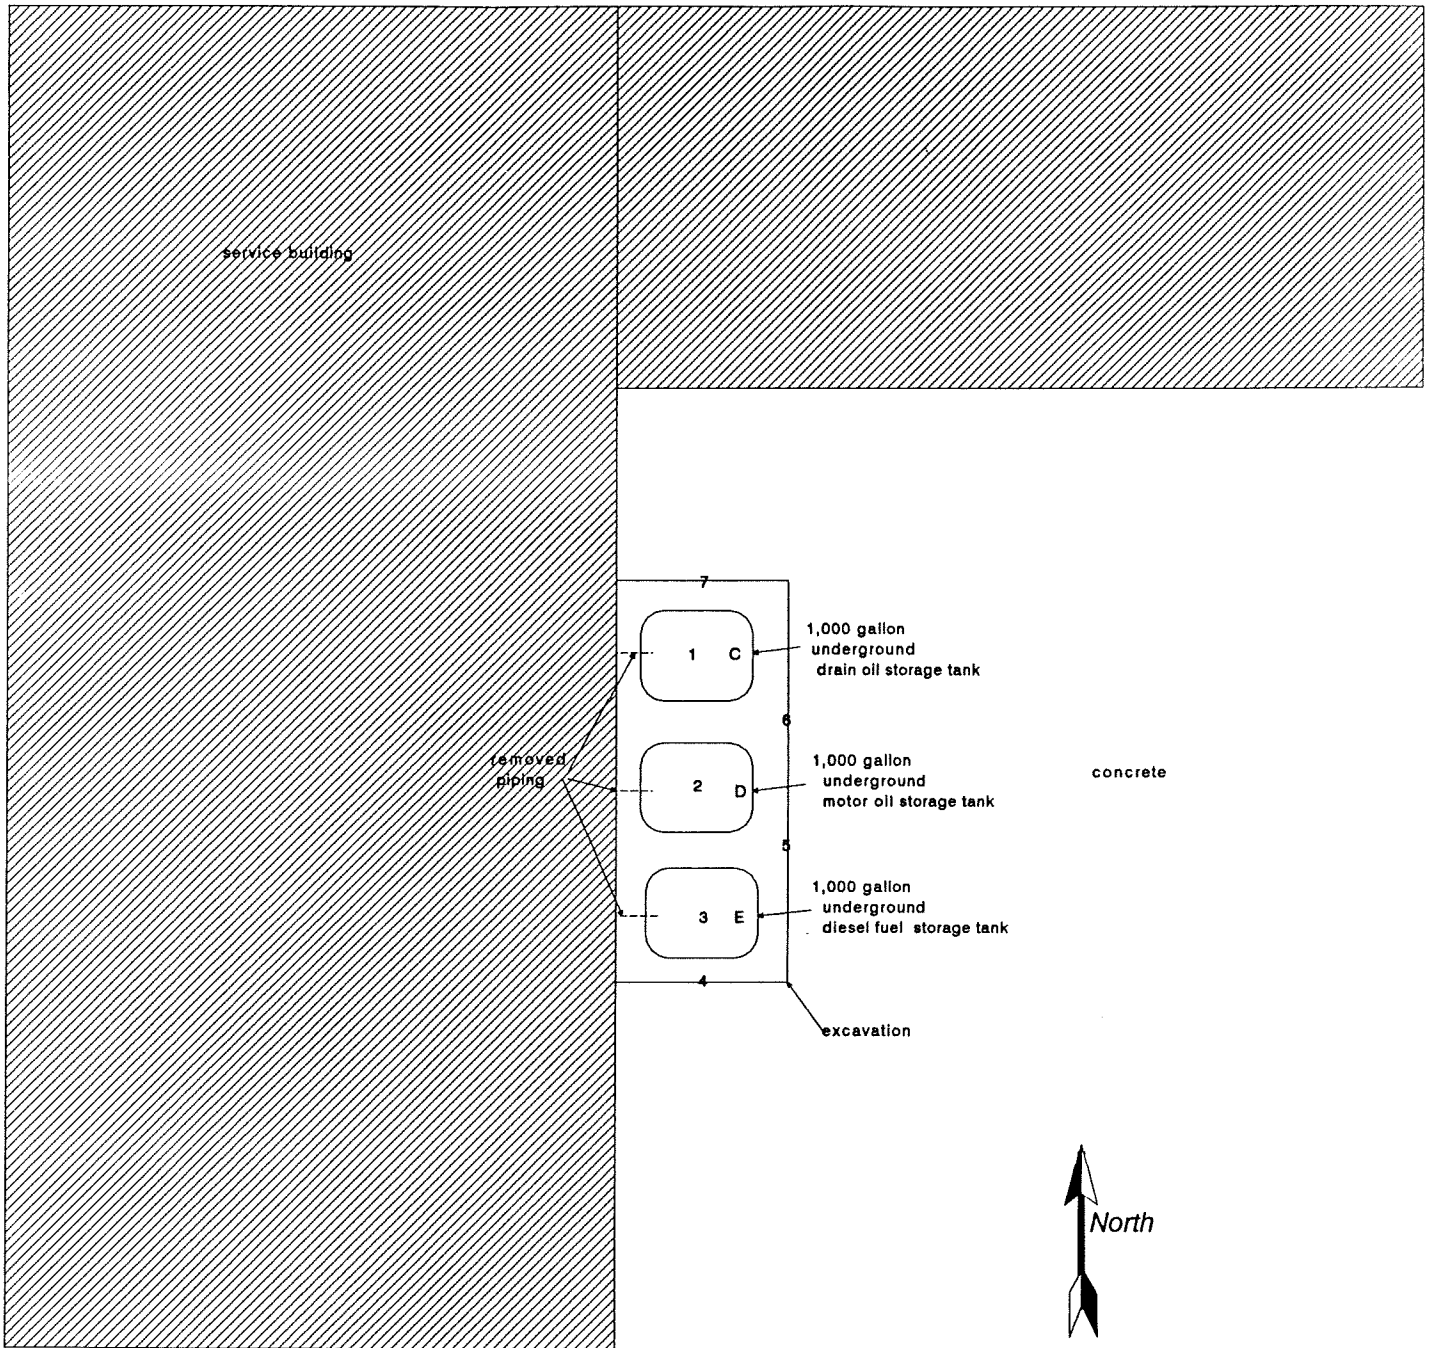 service building
7
1 C
1,000 gallon
underground
drain oil storage tank
6
removed
piping
2 D
1,000 gallon
underground
motor oil storage tank
concrete
5
3 E
1,000 gallon
underground
diesel fuel storage tank
4
excavation
North